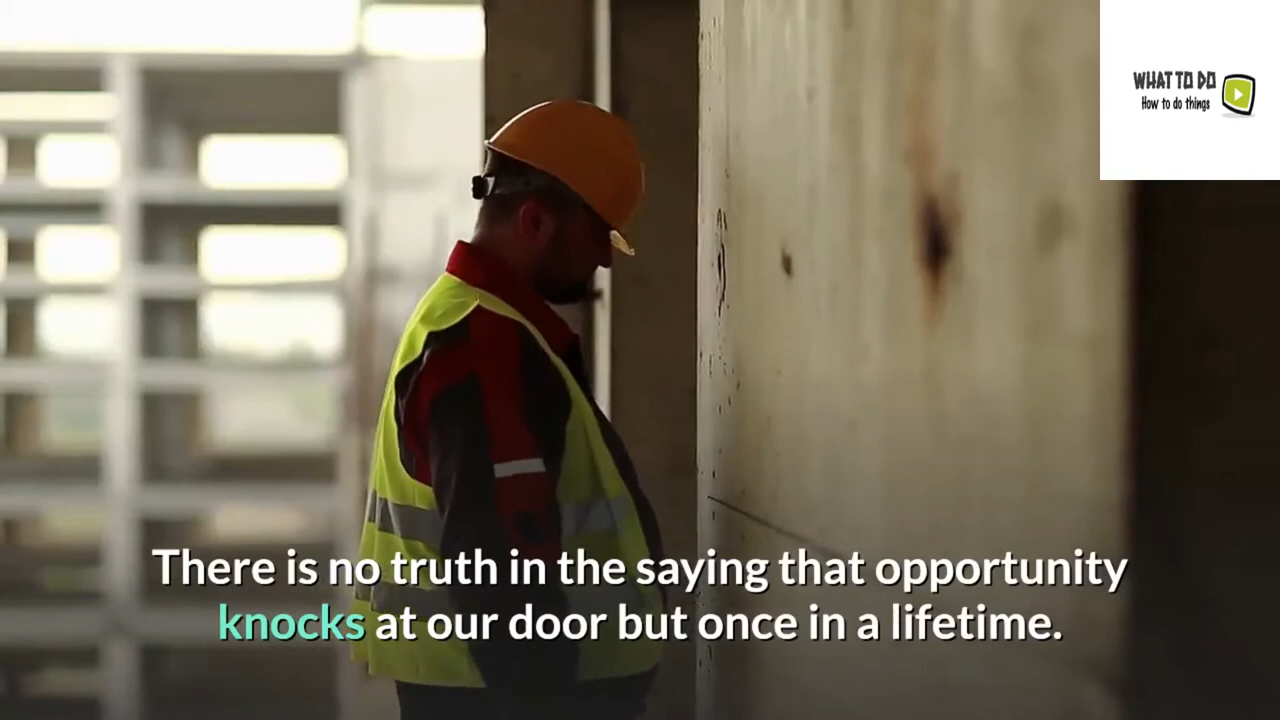 WHAT TO DO
How to do things
There is no truth in the saying that opportunity
knocks at our door but once in a lifetime.